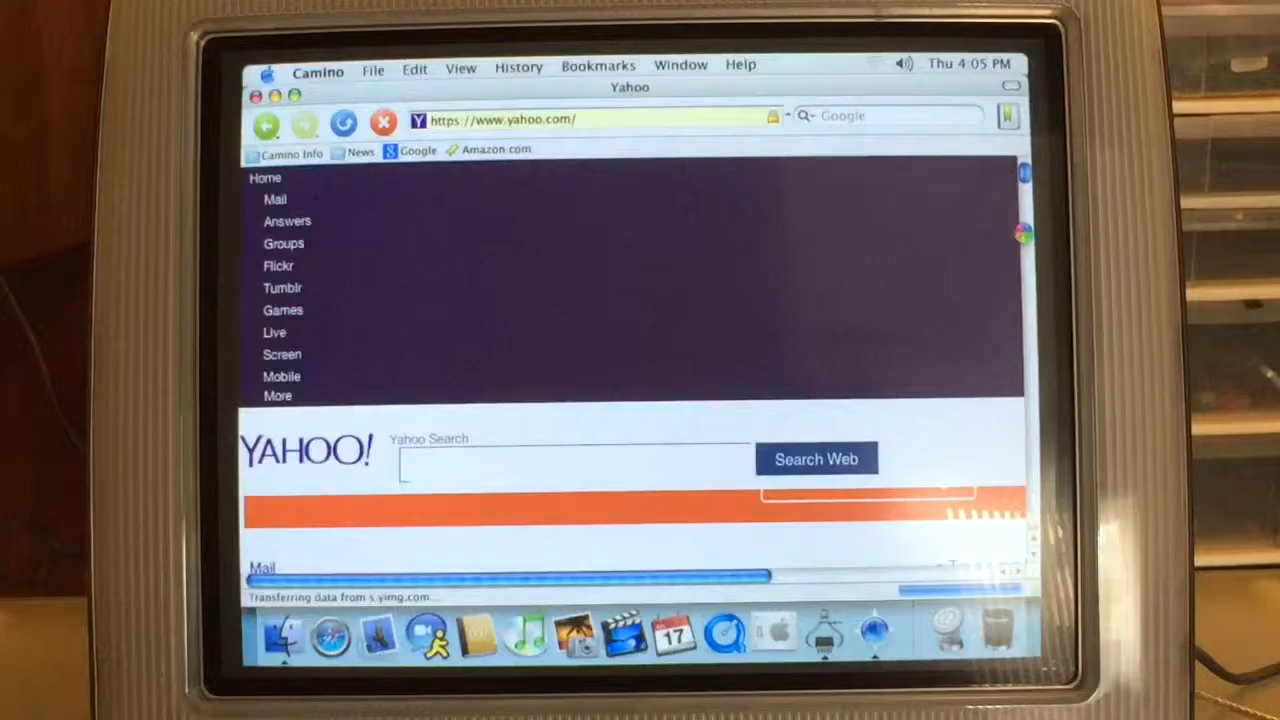 Camino File Edit View History Bookmarks Window Help Thu 4:05 PM
Yahoo
Y https://www.yahoo.com/ Google
Camino Info News Google Amazon.com
Home
Mail
Answers
Groups
Flickr
Tumblr
Games
Live
Screen
Mobile
More
YAHOO! Yahoo Search Search Web
Mail
Transferring data from s.yimg.com...
17